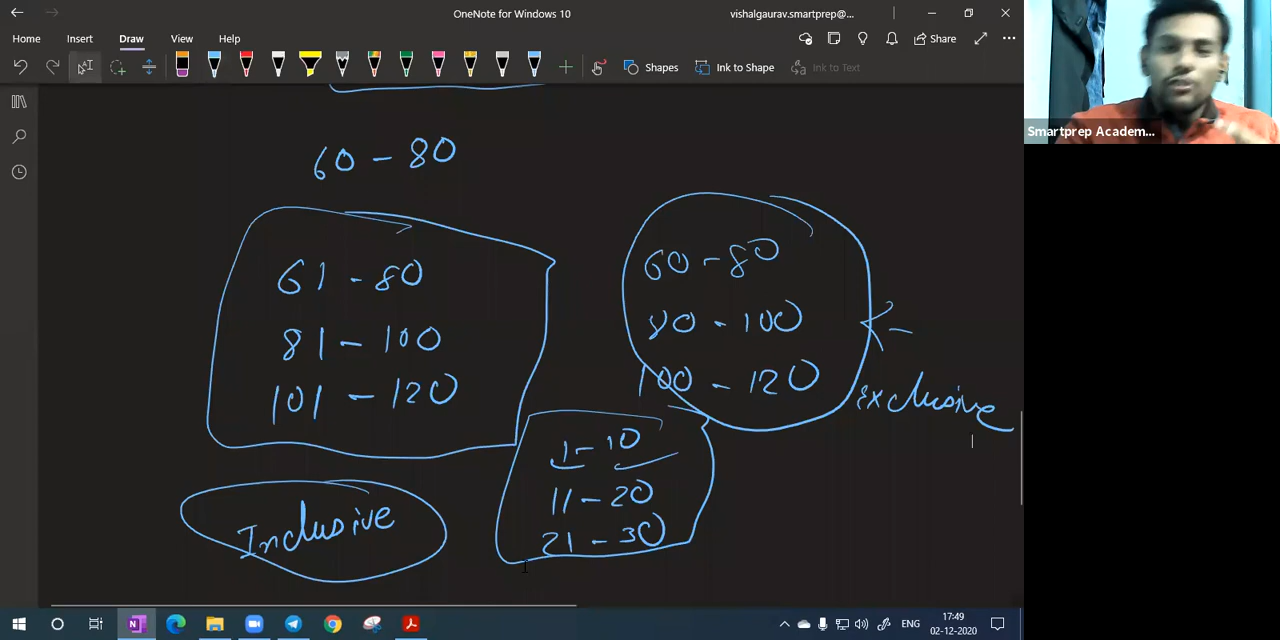 OneNote for Windows 10
vishalgaurav.smartprep@...
Home Insert Draw View Help
Share
Shapes
Ink to Shape
Ink to Text
Smartprep Academ...
60 - 80
61 - 80
81 - 100
101 - 120
60 - 80
80 - 100
100 - 120
exclusive
1 - 10
11 - 20
21 - 30
Inclusive
ENG
17:49
02-12-2020